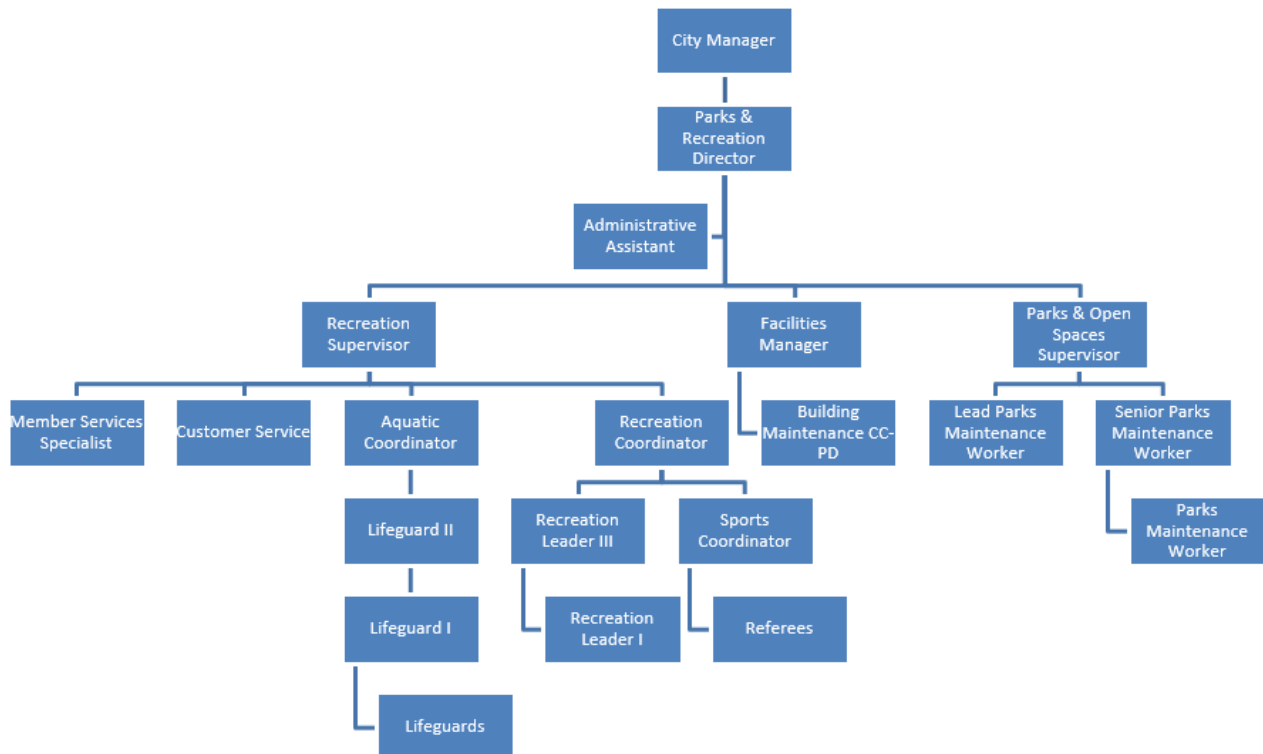 City Manager
Parks &
Recreation
Director
Administrative
Assistant
Recreation
Supervisor
Facilities
Manager
Parks & Open
Spaces
Supervisor
Member Services
Specialist
Customer Service
Aquatic
Coordinator
Recreation
Coordinator
Building
Maintenance CC-
PD
Lead Parks
Maintenance
Worker
Senior Parks
Maintenance
Worker
Lifeguard II
Recreation
Leader III
Sports
Coordinator
Parks
Maintenance
Worker
Lifeguard I
Recreation
Leader I
Referees
Lifeguards